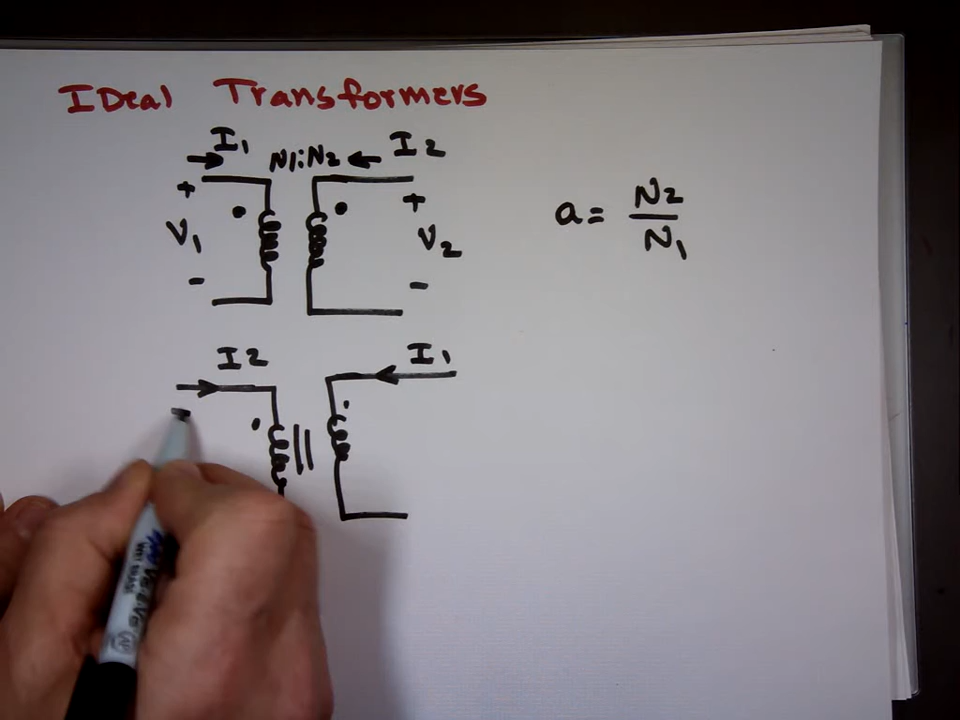 IDeal Transformers
I1 N1:N2 I2
+ +
V1 V2
- -
a = N2
N1
I2 I1